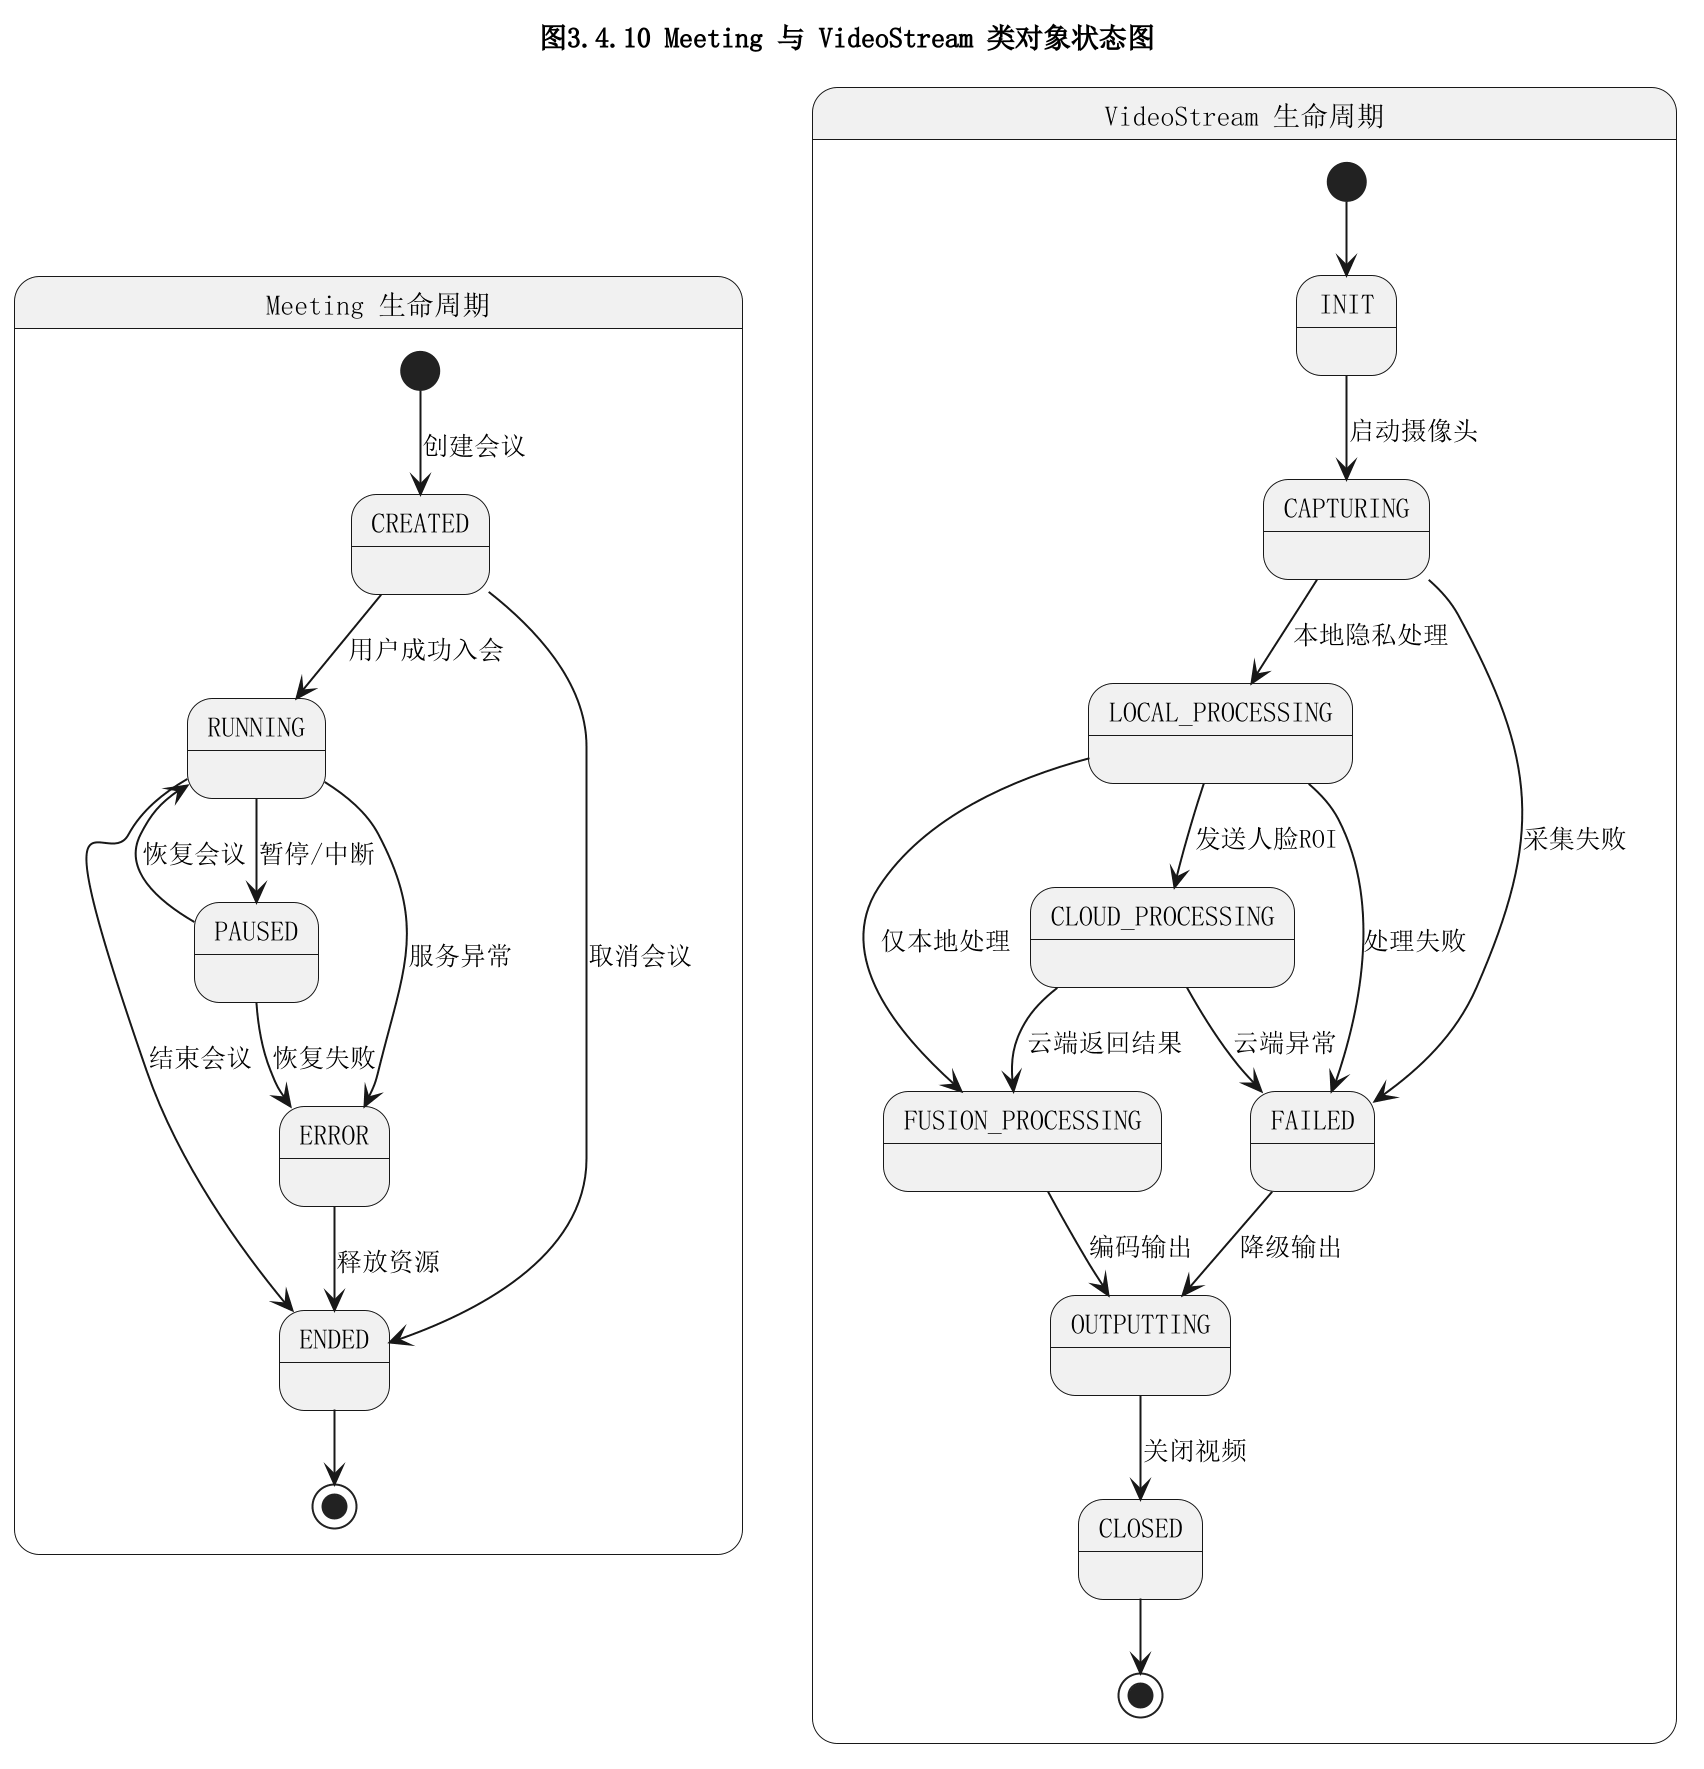 图3.4.10 Meeting 与 VideoStream 类对象状态图
Meeting 生命周期
创建会议
CREATED
用户成功入会
RUNNING
恢复会议
暂停/中断
PAUSED
服务异常
取消会议
结束会议
恢复失败
ERROR
释放资源
ENDED
VideoStream 生命周期
INIT
启动摄像头
CAPTURING
本地隐私处理
LOCAL_PROCESSING
发送人脸ROI
采集失败
CLOUD_PROCESSING
仅本地处理
处理失败
云端返回结果
云端异常
FUSION_PROCESSING
FAILED
编码输出
降级输出
OUTPUTTING
关闭视频
CLOSED